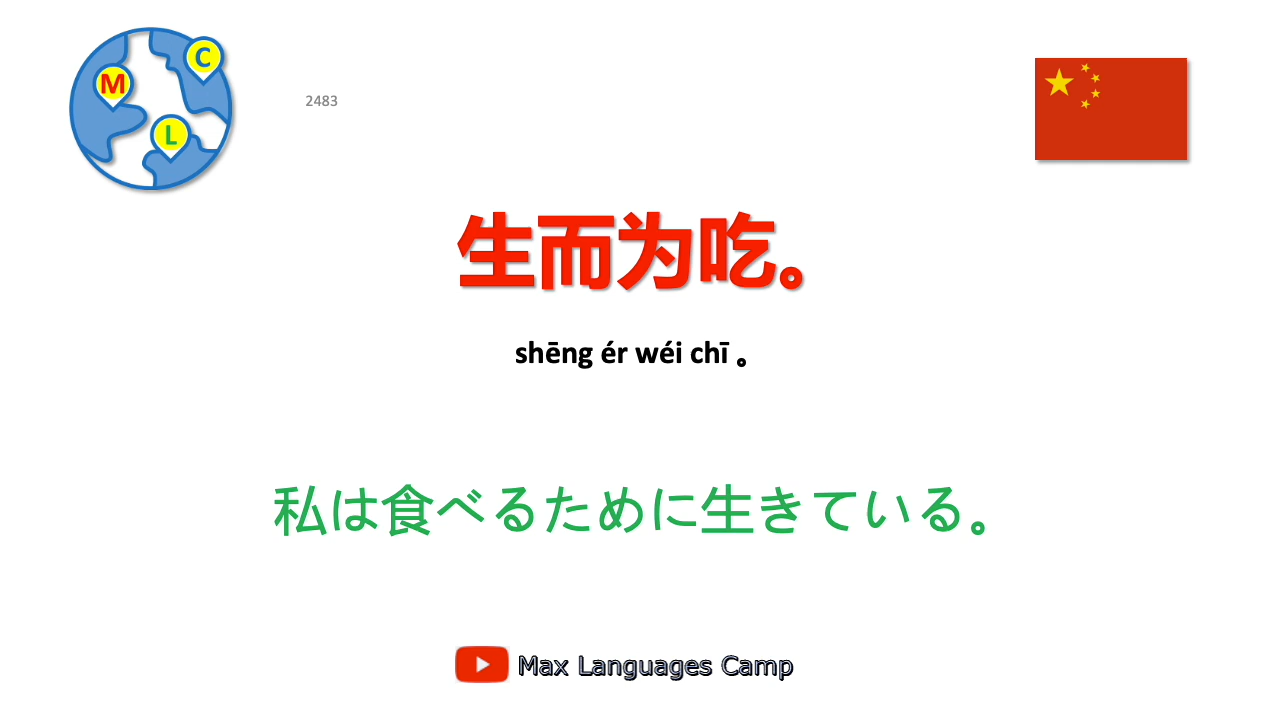 M
C
L
2483
生而为吃。
shēng ér wéi chī 。
私は食べるために生きている。
Max Languages Camp